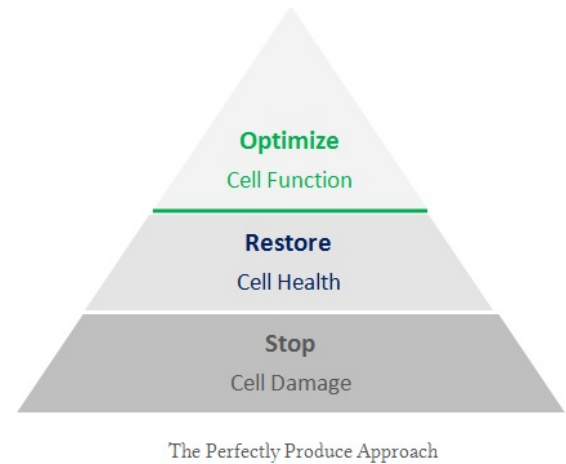 Optimize
Cell Function
Restore
Cell Health
Stop
Cell Damage
The Perfectly Produce Approach